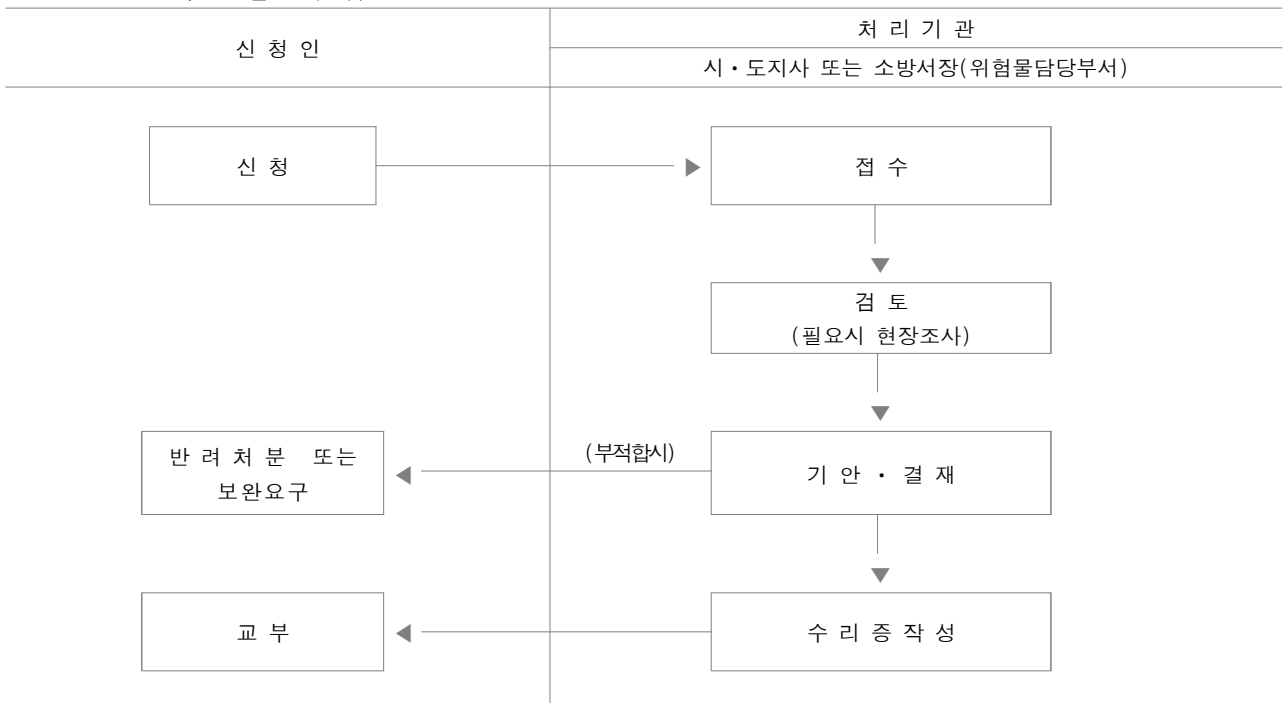 신 청 인
처 리 기 관
시·도지사 또는 소방서장(위험물담당부서)
신 청
접 수
검 토
(필요시 현장조사)
반 려 처 분 또는
보완요구
(부적합시)
기 안 · 결 재
교 부
수 리 증 작 성